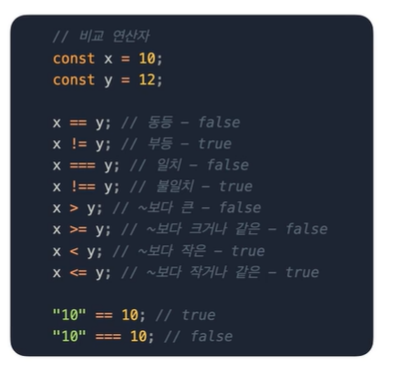 // 비교 연산자
const x = 10;
const y = 12;
x == y; // 동등 – false
x != y; // 부등 – true
x === y; // 일치 – false
x !== y; // 불일치 – true
x > y; // ~보다 큰 – false
x >= y; // ~보다 크거나 같은 – false
x < y; // ~보다 작은 – true
x <= y; // ~보다 작거나 같은 – true
"10" == 10; // true
"10" === 10; // false